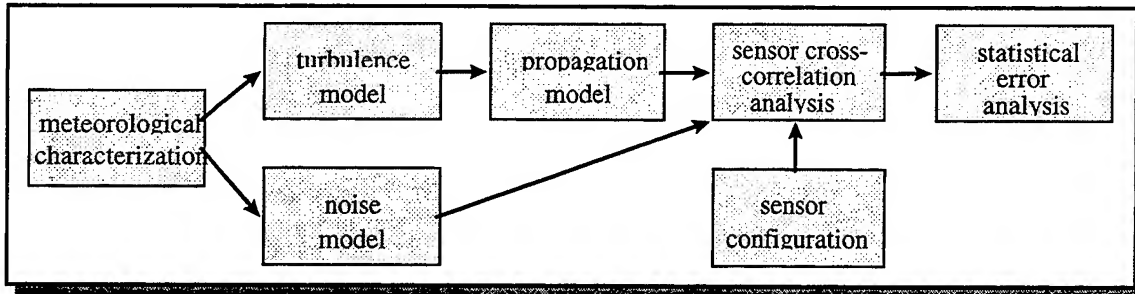 meteorological
characterization
turbulence
model
noise
model
propagation
model
sensor cross-
correlation
analysis
sensor
configuration
statistical
error
analysis